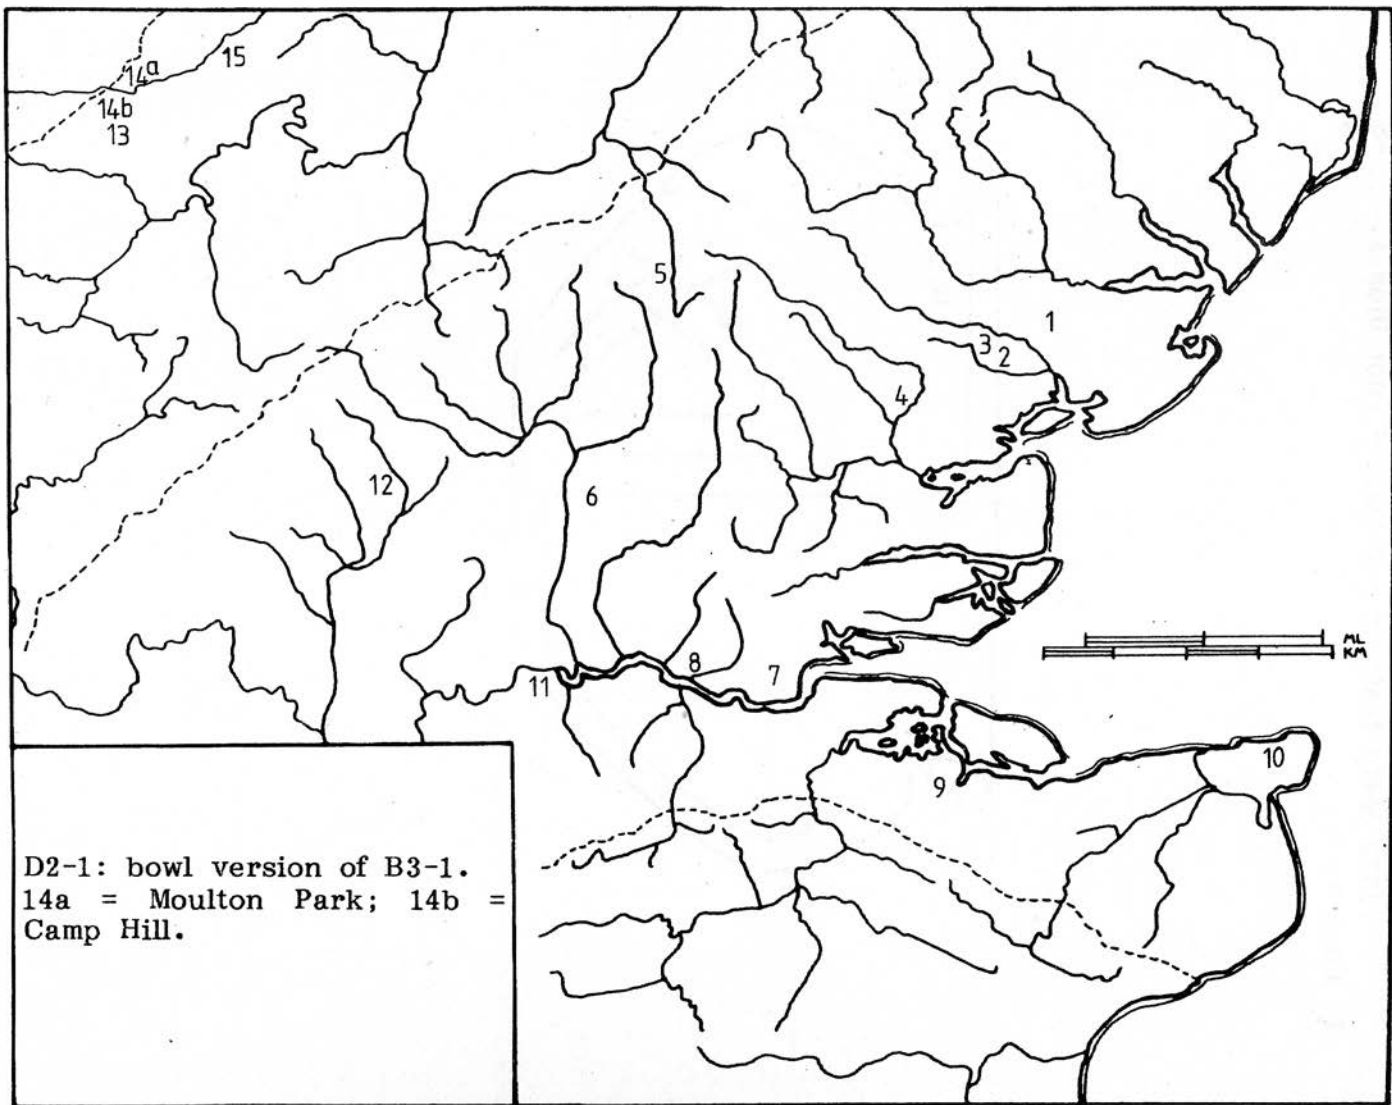 15
14a
14b
13
5
1
3
2
4
12
6
ML
KM
8
7
11
10
9
D2-1: bowl version of B3-1.
14a = Moulton Park; 14b =
Camp Hill.